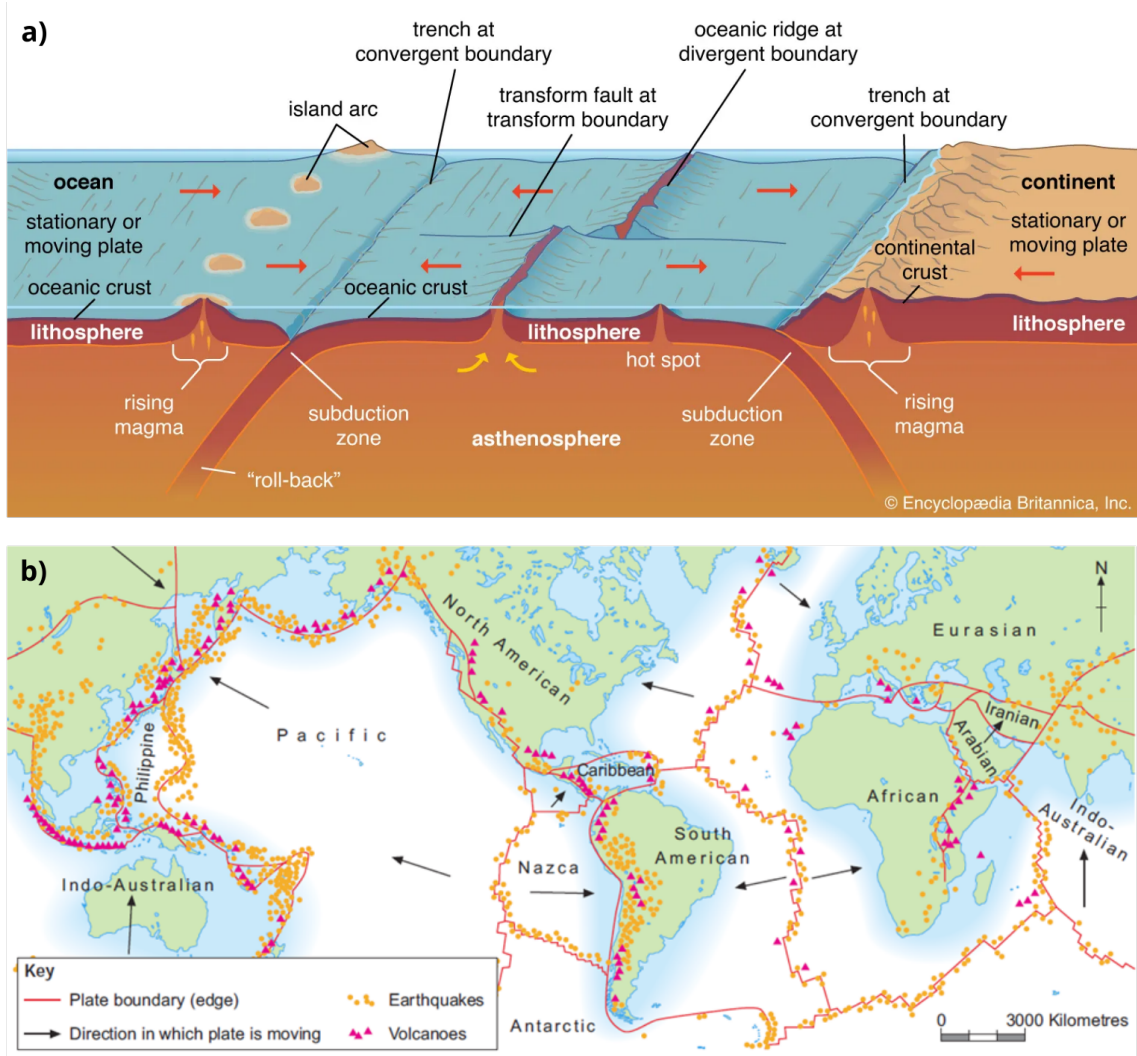 a)
trench at
convergent boundary
oceanic ridge at
divergent boundary
island arc
transform fault at
transform boundary
trench at
convergent boundary
ocean
stationary or
moving plate
continent
stationary or
moving plate
continental
crust
oceanic crust
oceanic crust
lithosphere
lithosphere
lithosphere
hot spot
rising
magma
subduction
zone
asthenosphere
subduction
zone
rising
magma
“roll-back”
© Encyclopædia Britannica, Inc.
b)
N
North American
Eurasian
Iranian
Arabian
Philippine
Pacific
Caribbean
African
Indo-
Australian
South
American
Nazca
Indo-Australian
Antarctic
Key
Plate boundary (edge)
Earthquakes
Direction in which plate is moving
Volcanoes
0 3000 Kilometres